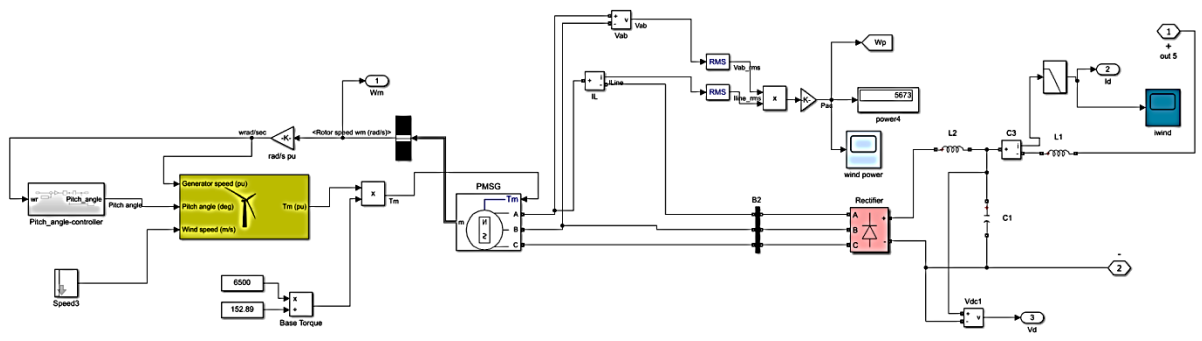 +
-
v
Vab
Vab
Wp
1
+
out 5
RMS
Vab_rms
+
i
-
ILine
IL
RMS
Iline_rms
x
-K-
Pac
5673
power4
2
Id
iwind
1
Wm
wrad/sec
-K-
rad/s pu
<Rotor speed wm (rad/s)>
wind power
L2
C3
+
i
-
L1
wr
Pitch_angle
Pitch_angle-controller
Pitch angle
Generator speed (pu)
Pitch angle (deg)
Wind speed (m/s)
Tm (pu)
x
Tm
PMSG
Tm
m
N
S
A
B
C
B2
Rectifier
A
B
C
+
-
+
C1
Speed3
6500
152.89
x
÷
Base Torque
-
2
Vdc1
+
-
v
3
Vd